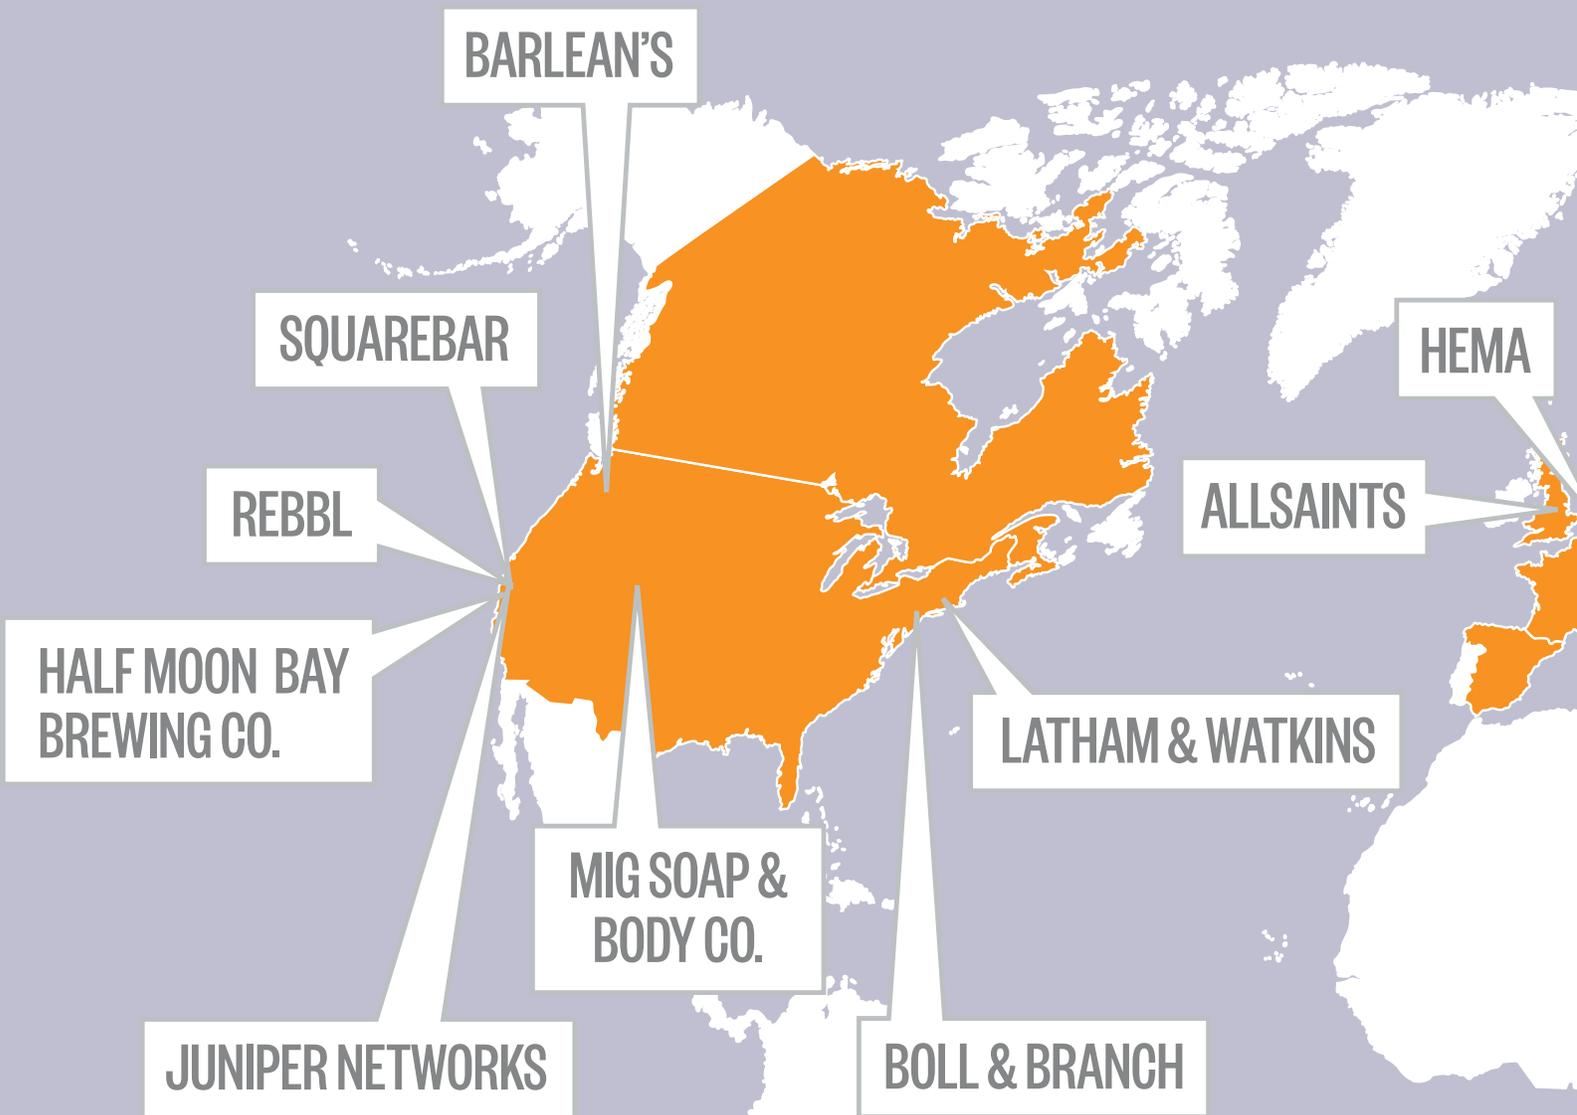 BARLEAN'S
SQUAREBAR
HEMA
REBBL
ALLSAINTS
HALF MOON BAY
BREWING CO.
LATHAM & WATKINS
MIG SOAP &
BODY CO.
JUNIPER NETWORKS
BOLL & BRANCH